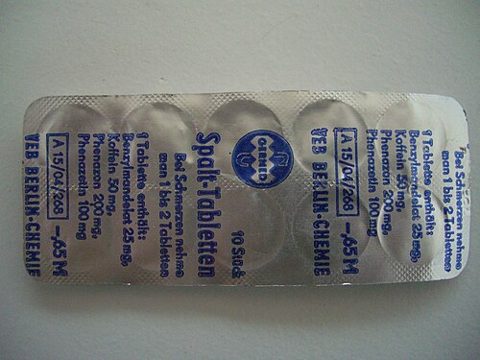 Bei Schmerzen nehme
man 1 bis 2 Tabletten
1 Tablette enthält:
Benzylmandelat 25 mg,
Koffein 50 mg,
Phenazon 200 mg,
Phenazetin 100 mg
A 15/04/268 -,65 M
VEB BERLIN-CHEMIE
GERMED
10 Stück
Spalt-Tabletten
Bei Schmerzen nehme
man 1 bis 2 Tabletten
1 Tablette enthält:
Benzylmandelat 25 mg,
Koffein 50 mg,
Phenazon 200 mg,
Phenazetin 100 mg
A 15/04/268 -,65 M
VEB BERLIN-CHEMIE